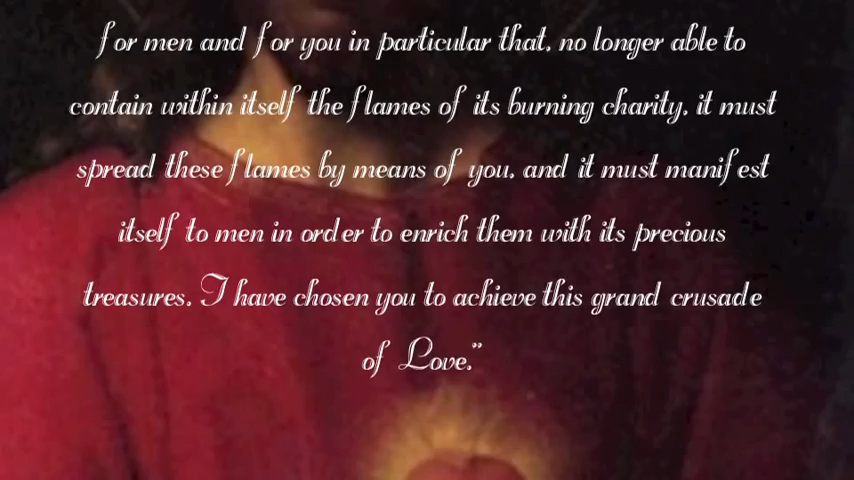 for men and for you in particular that, no longer able to
contain within itself the flames of its burning charity, it must
spread these flames by means of you, and it must manifest
itself to men in order to enrich them with its precious
treasures. I have chosen you to achieve this grand crusade
of Love."